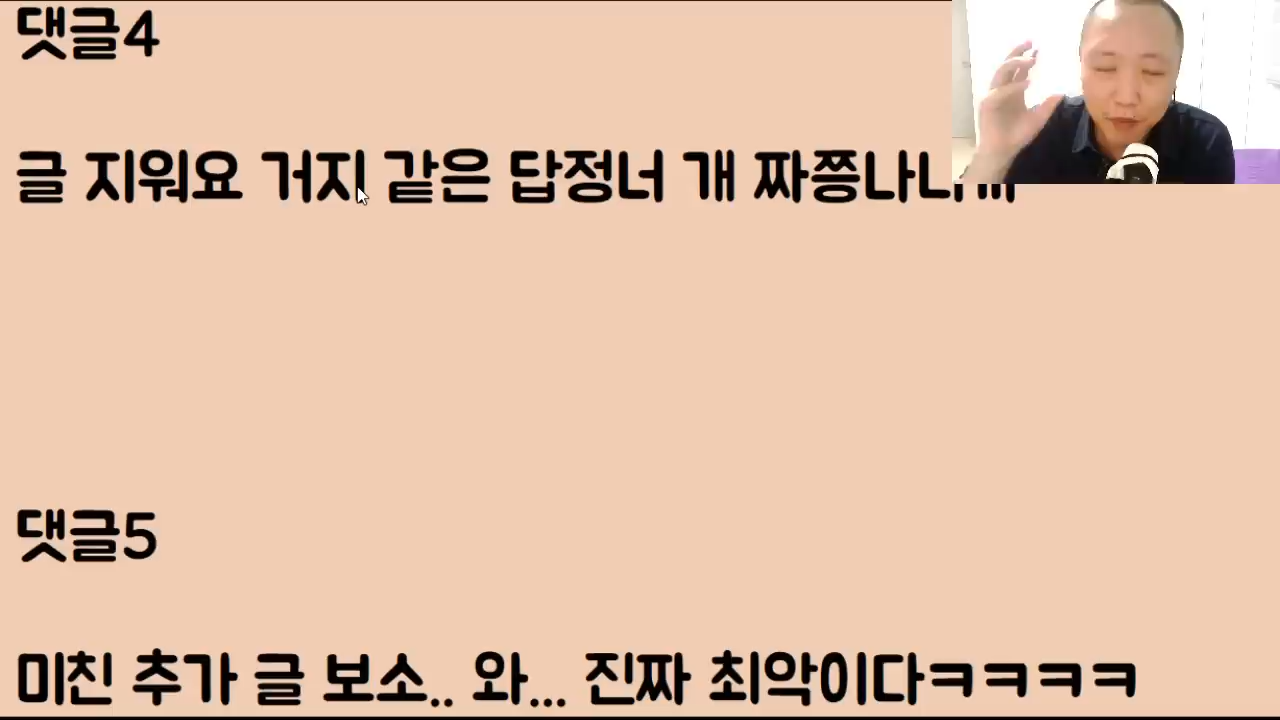 댓글4
글 지워요 거지 같은 답정너 개 짜쯩나니
댓글5
미친 추가 글 보소.. 와... 진짜 최악이다ㅋㅋㅋㅋ